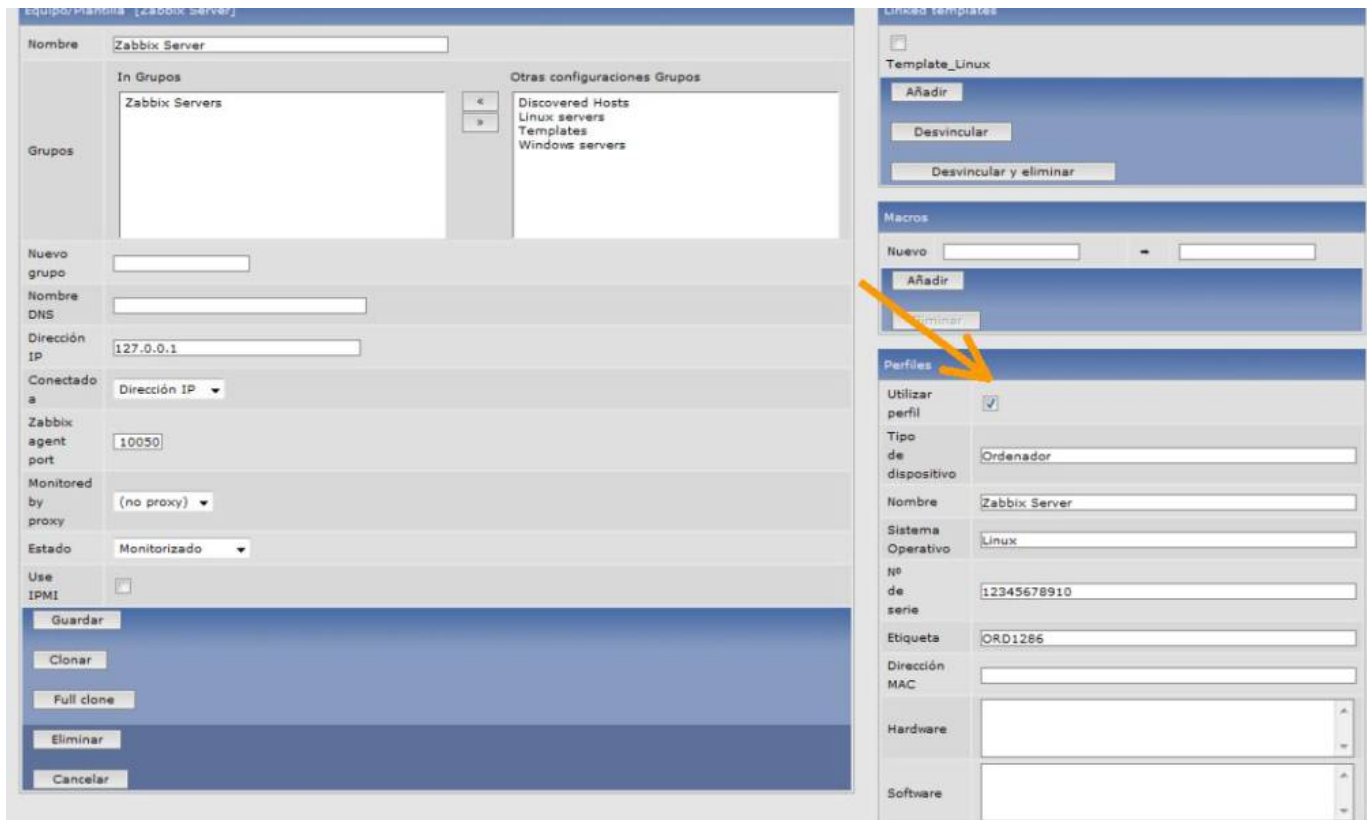 Equipo/Plantilla [Zabbix Server]
Nombre
Zabbix Server
Grupos
In Grupos
Zabbix Servers
«
»
Otras configuraciones Grupos
Discovered Hosts
Linux servers
Templates
Windows servers
Nuevo
grupo
Nombre
DNS
Dirección
IP
127.0.0.1
Conectado
a
Dirección IP
Zabbix
agent
port
10050
Monitored
by
proxy
(no proxy)
Estado
Monitorizado
Use
IPMI
Guardar
Clonar
Full clone
Eliminar
Cancelar
Linked templates
Template_Linux
Añadir
Desvincular
Desvincular y eliminar
Macros
Nuevo
Añadir
Eliminar
Perfiles
Utilizar
perfil
Tipo
de
dispositivo
Ordenador
Nombre
Zabbix Server
Sistema
Operativo
Linux
Nº
de
serie
12345678910
Etiqueta
ORD1286
Dirección
MAC
Hardware
Software